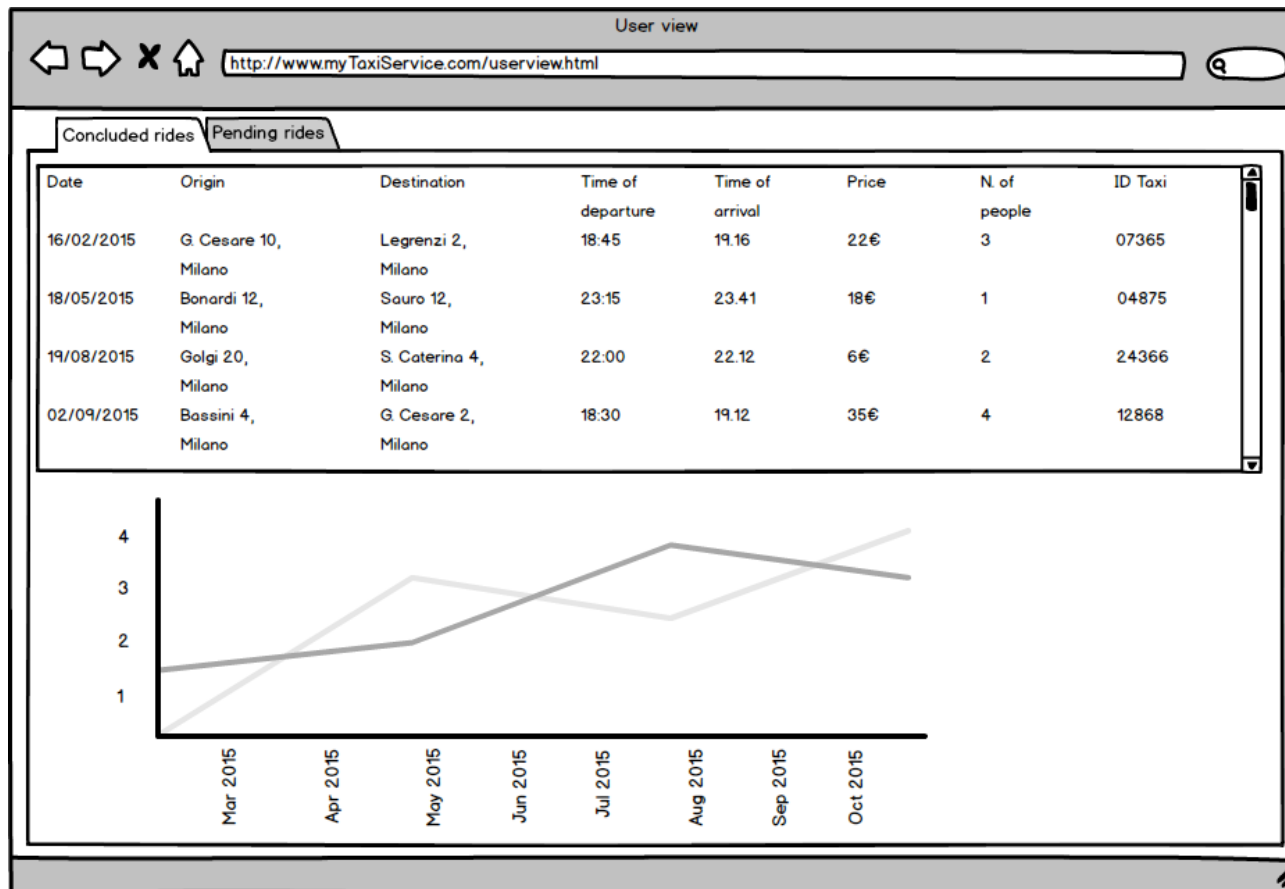 User view
http://www.myTaxiService.com/userview.html
Concluded rides Pending rides
Date Origin Destination Time of Time of Price N. of ID Taxi
departure arrival people
16/02/2015 G. Cesare 10, Legrenzi 2, 18:45 19.16 22€ 3 07365
Milano Milano
18/05/2015 Bonardi 12, Sauro 12, 23:15 23.41 18€ 1 04875
Milano Milano
19/08/2015 Golgi 20, S. Caterina 4, 22:00 22.12 6€ 2 24366
Milano Milano
02/09/2015 Bassini 4, G. Cesare 2, 18:30 19.12 35€ 4 12868
Milano Milano
4
3
2
1
Mar 2015 Apr 2015 May 2015 Jun 2015 Jul 2015 Aug 2015 Sep 2015 Oct 2015